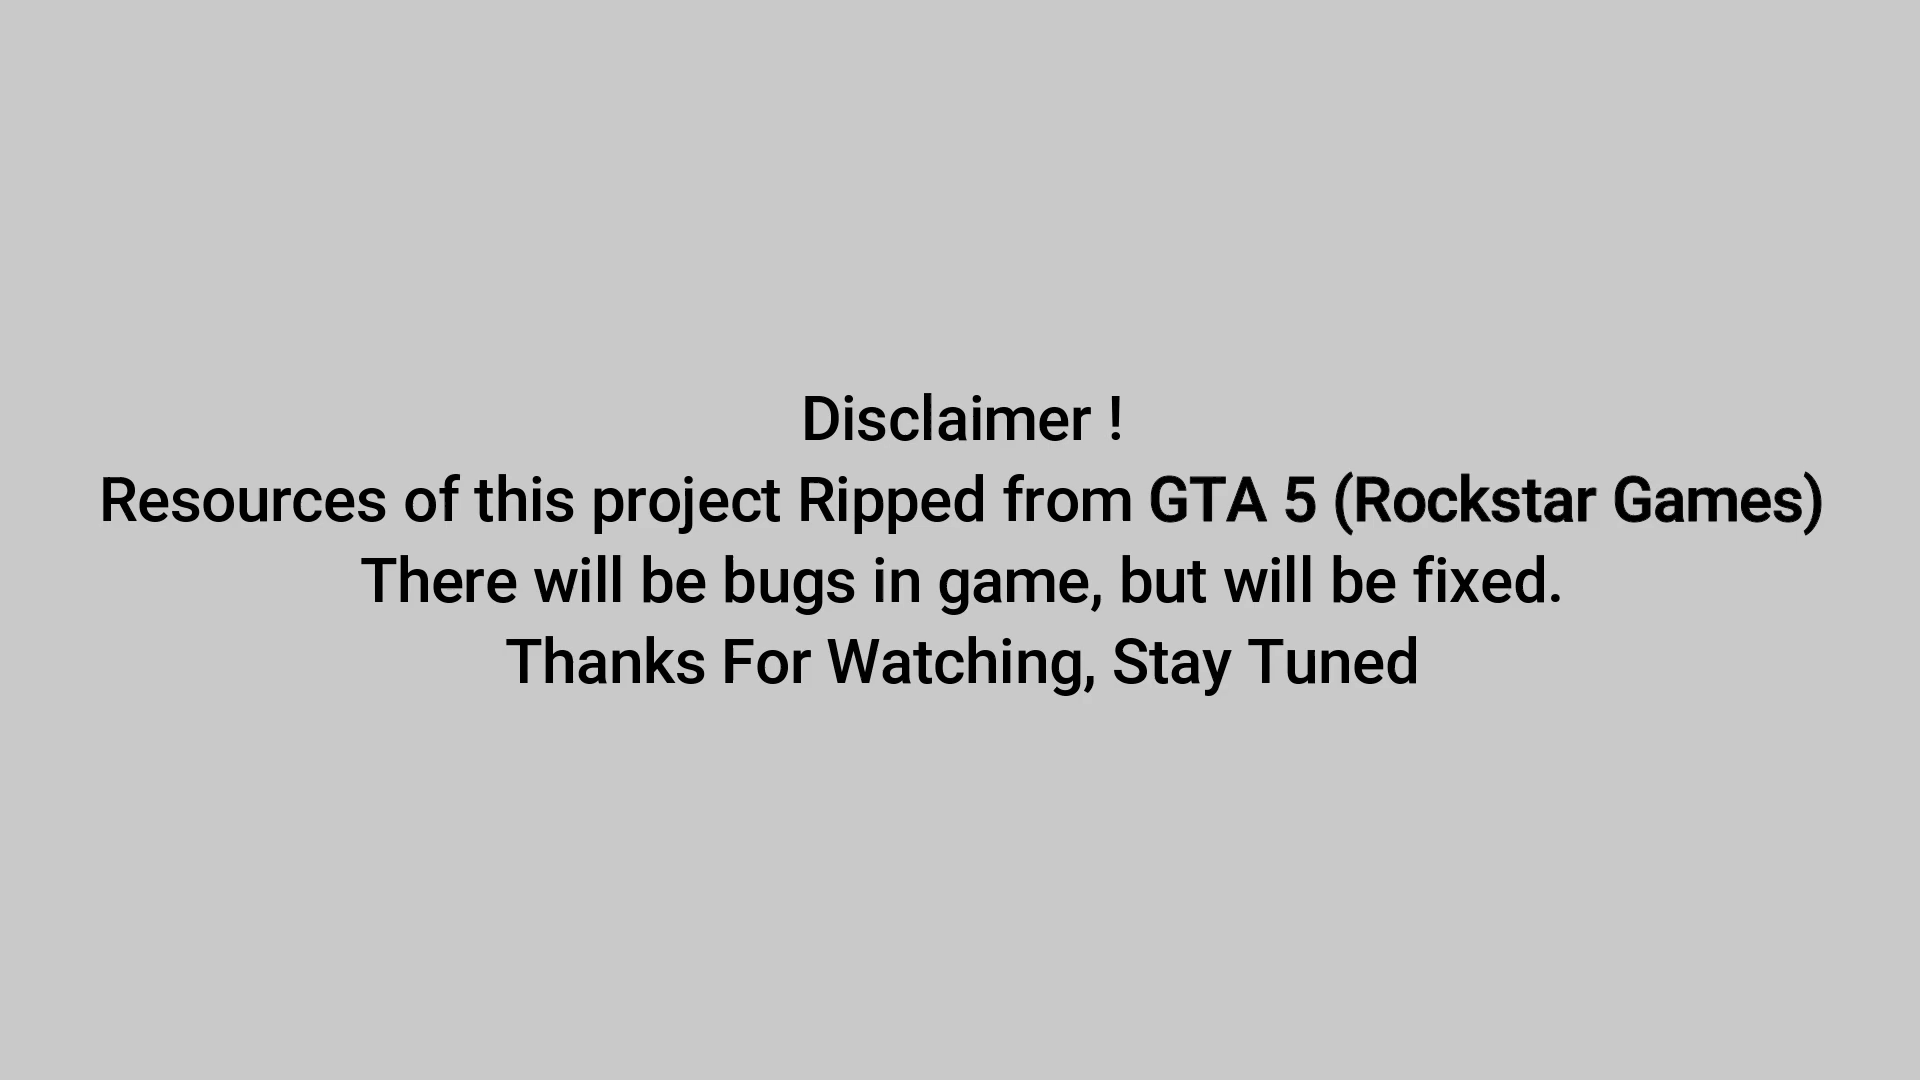 Disclaimer !
Resources of this project Ripped from GTA 5 (Rockstar Games)
There will be bugs in game, but will be fixed.
Thanks For Watching, Stay Tuned